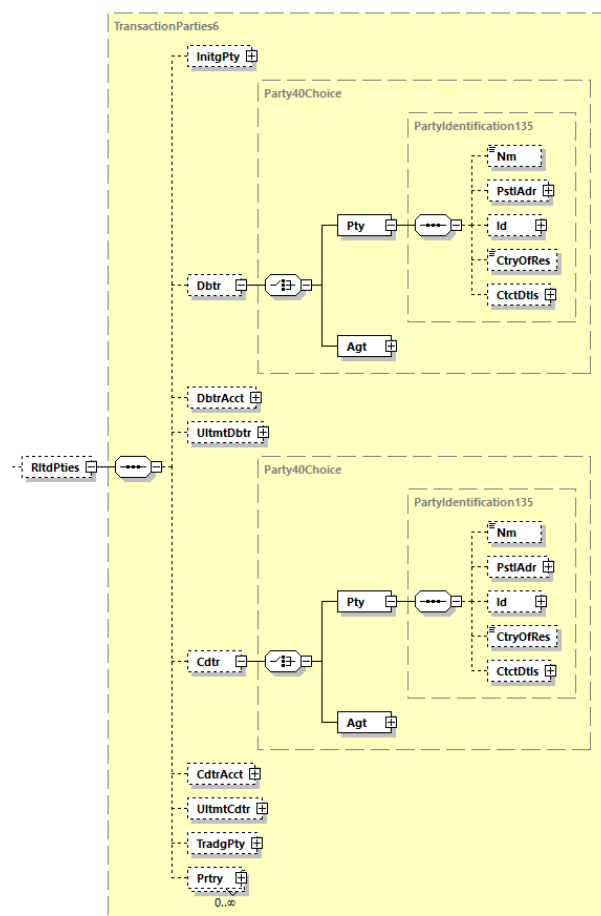 TransactionParties6
InitgPty
Party40Choice
PartyIdentification135
Nm
PstlAdr
Pty
Id
CtryOfRes
Dbtr
CtctDtls
Agt
DbtrAcct
UltmtDbtr
RltdPties
Party40Choice
PartyIdentification135
Nm
PstlAdr
Pty
Id
CtryOfRes
Cdtr
CtctDtls
Agt
CdtrAcct
UltmtCdtr
TradgPty
Prtry
0..∞